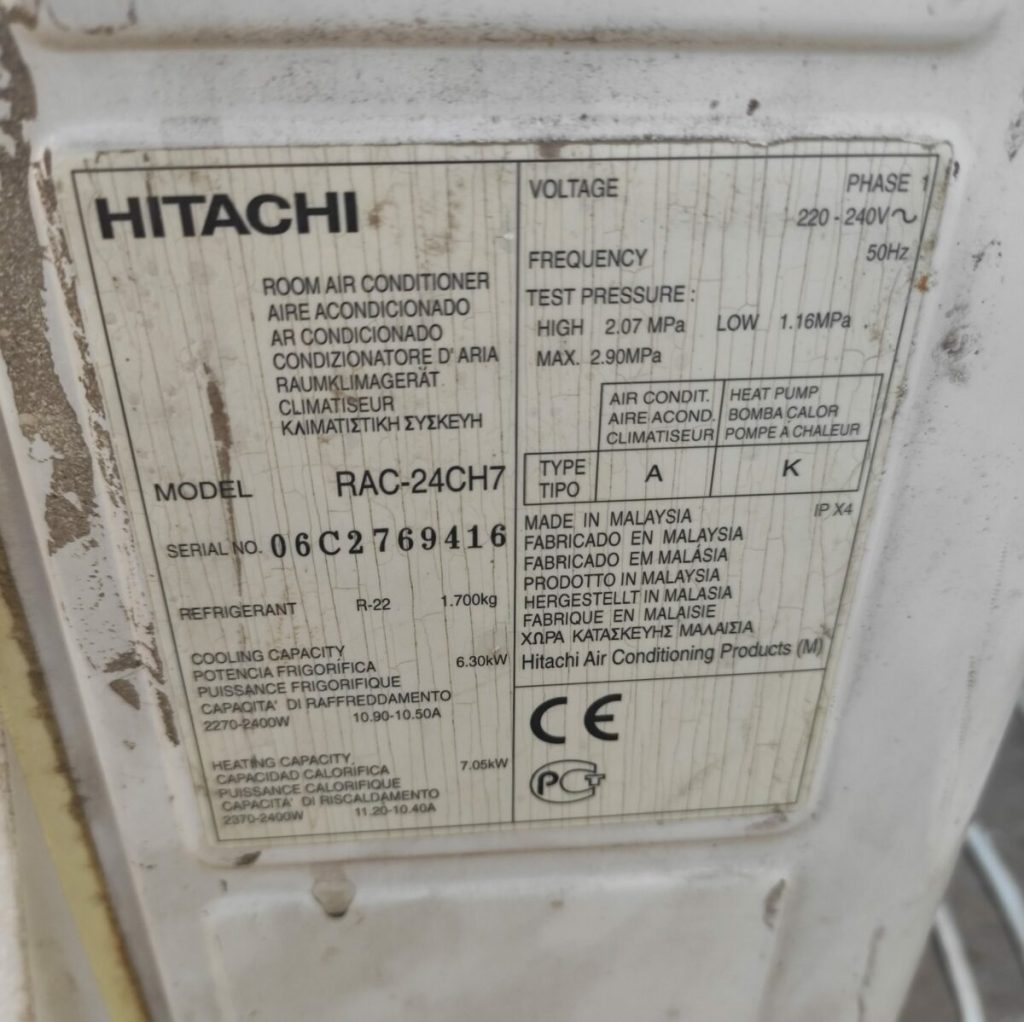 HITACHI
ROOM AIR CONDITIONER
AIRE ACONDICIONADO
AR CONDICIONADO
CONDIZIONATORE D'ARIA
RAUMKLIMAGERÄT
CLIMATISEUR
ΚΛΙΜΑΤΙΣΤΙΚΗ ΣΥΣΚΕΥΗ
MODEL RAC-24CH7
SERIAL NO. 06C2769416
REFRIGERANT R-22 1.700kg
COOLING CAPACITY
POTENCIA FRIGORÍFICA 6.30kW
PUISSANCE FRIGORIFIQUE
CAPACITA' DI RAFFREDDAMENTO
2270-2400W 10.90-10.50A
HEATING CAPACITY
CAPACIDAD CALORÍFICA 7.05kW
PUISSANCE CALORIFIQUE
CAPACITA' DI RISCALDAMENTO
2370-2400W 11.20-10.40A
VOLTAGE PHASE 1
220 - 240V~
FREQUENCY 50Hz
TEST PRESSURE :
HIGH 2.07 MPa LOW 1.16MPa
MAX. 2.90MPa
AIR CONDIT. HEAT PUMP
AIRE ACOND. BOMBA CALOR
CLIMATISEUR POMPE A CHALEUR
TYPE A K
TIPO
IP X4
MADE IN MALAYSIA
FABRICADO EN MALAYSIA
FABRICADO EM MALÁSIA
PRODOTTO IN MALAYSIA
HERGESTELLT IN MALASIA
FABRIQUE EN MALAISIE
ΧΩΡΑ ΚΑΤΑΣΚΕΥΗΣ ΜΑΛΑΙΣΙΑ
Hitachi Air Conditioning Products (M)
CE
РСТ